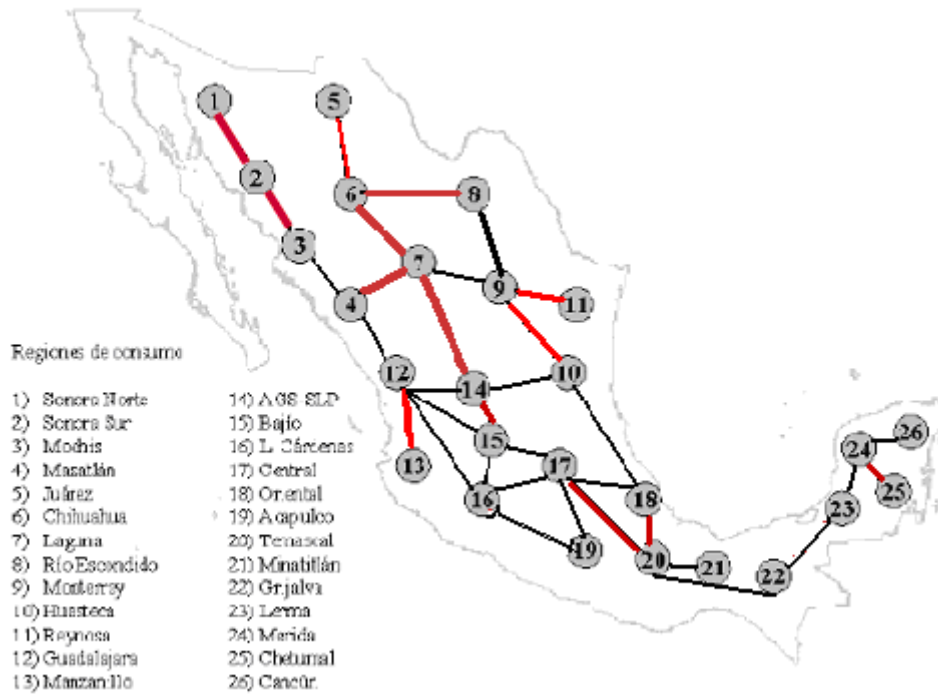 1
5
2
6
8
3
7
9
4
11
12
14
10
15
13
17
16
18
19
20
21
22
23
24
25
26
Regiones de consumo
1) Sonora Norte
2) Sonora Sur
3) Mochis
4) Masatlán
5) Juárez
6) Chihuahua
7) Laguna
8) Río Escondido
9) Monterrey
10) Huasteca
11) Reynosa
12) Guadalajara
13) Manzanillo
14) AGS-SLP
15) Bajío
16) L. Cárdenas
17) Central
18) Oriental
19) Acapulco
20) Temascal
21) Minatitlán
22) Grijalva
23) Lerma
24) Merida
25) Chetumal
26) Cancún